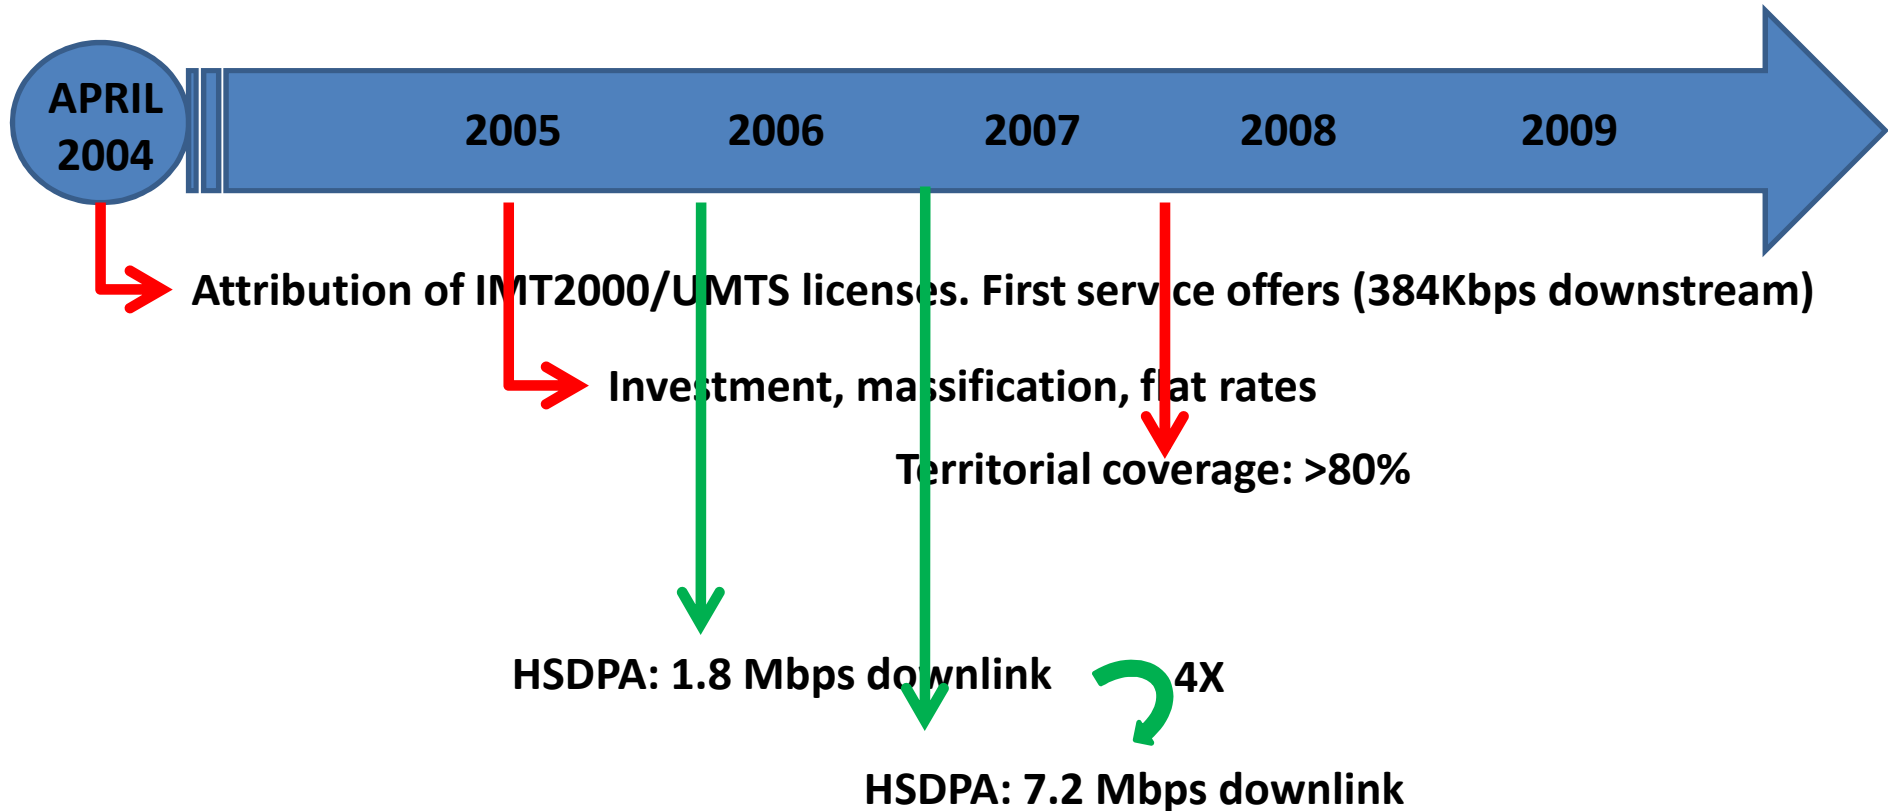 APRIL
2004
2005 2006 2007 2008 2009
Attribution of IMT2000/UMTS licenses. First service offers (384Kbps downstream)
Investment, massification, flat rates
Territorial coverage: >80%
HSDPA: 1.8 Mbps downlink 4X
HSDPA: 7.2 Mbps downlink